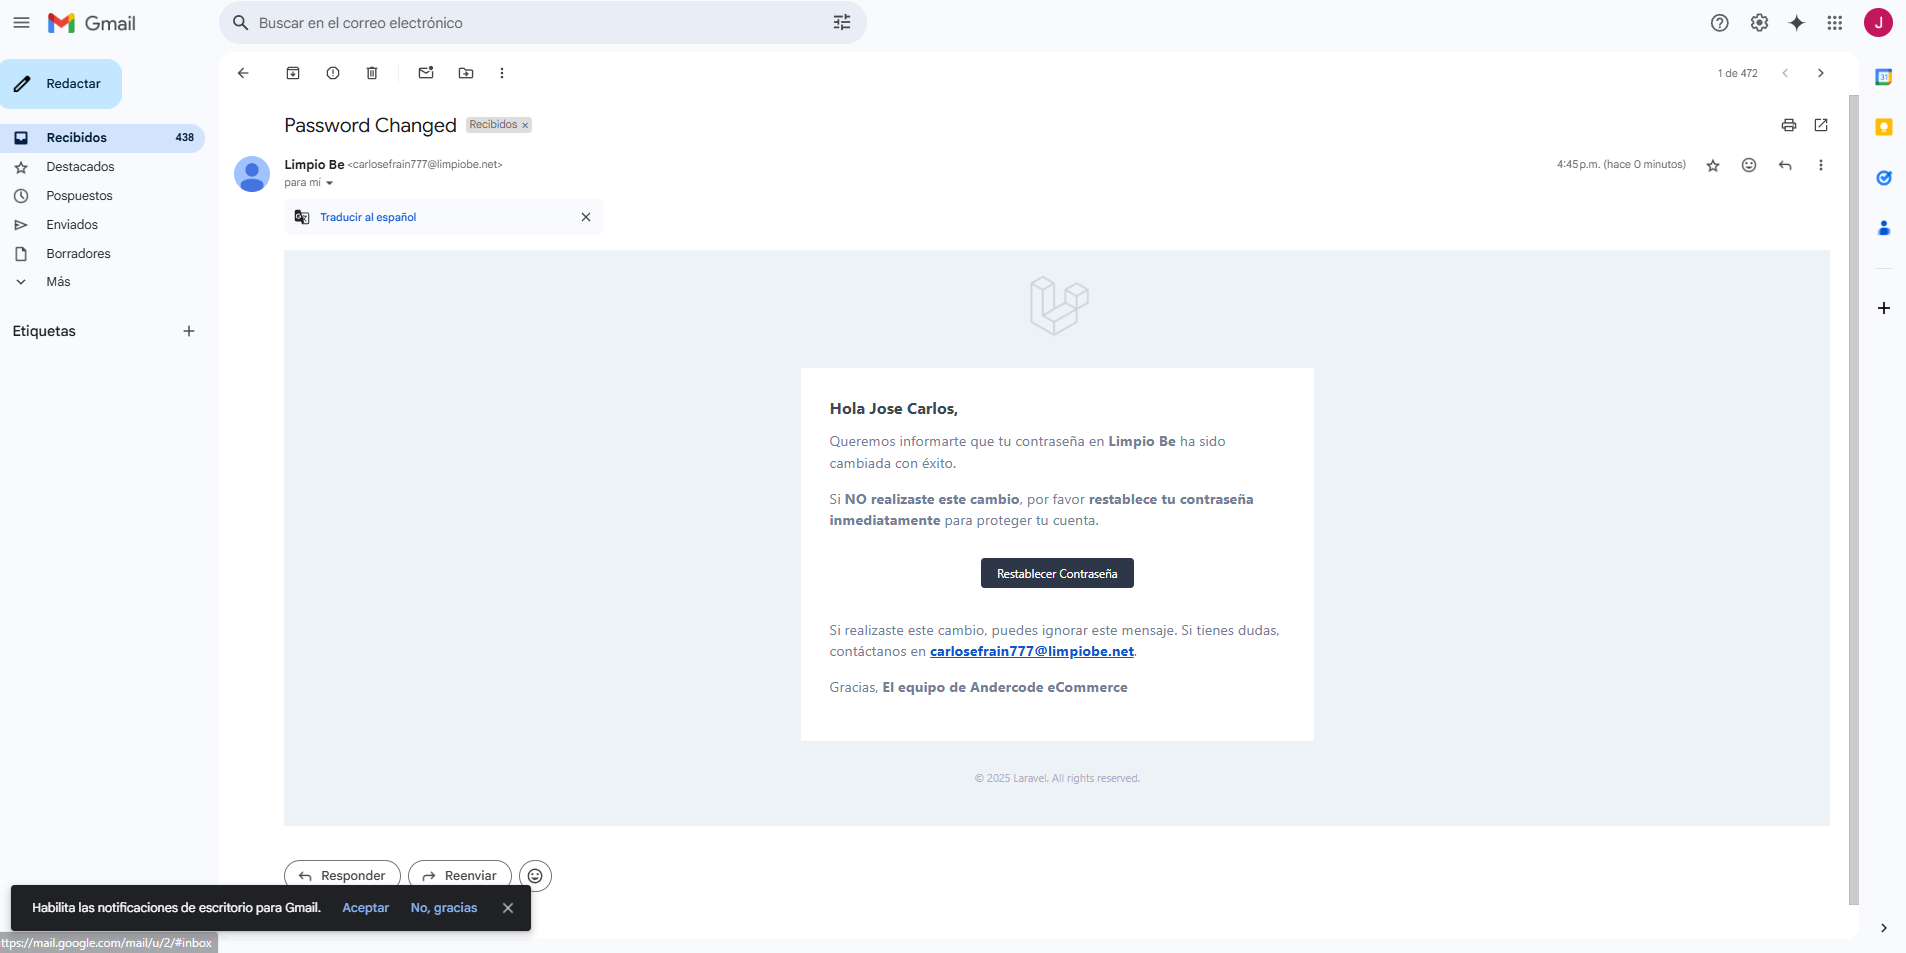 Gmail
Buscar en el correo electrónico
J
Redactar
1 de 472
Recibidos 438
Destacados
Pospuestos
Enviados
Borradores
Más
Etiquetas
Password Changed Recibidos x
Limpio Be <carlosefrain777@limpiobe.net>
4:45 p.m. (hace 0 minutos)
para mí
Traducir al español
Hola Jose Carlos,
Queremos informarte que tu contraseña en Limpio Be ha sido
cambiada con éxito.
Si NO realizaste este cambio, por favor restablece tu contraseña
inmediatamente para proteger tu cuenta.
Restablecer Contraseña
Si realizaste este cambio, puedes ignorar este mensaje. Si tienes dudas,
contáctanos en carlosefrain777@limpiobe.net.
Gracias, El equipo de Andercode eCommerce
© 2025 Laravel. All rights reserved.
Responder
Reenviar
Habilita las notificaciones de escritorio para Gmail. Aceptar No, gracias
ttps://mail.google.com/mail/u/2/#inbox
31